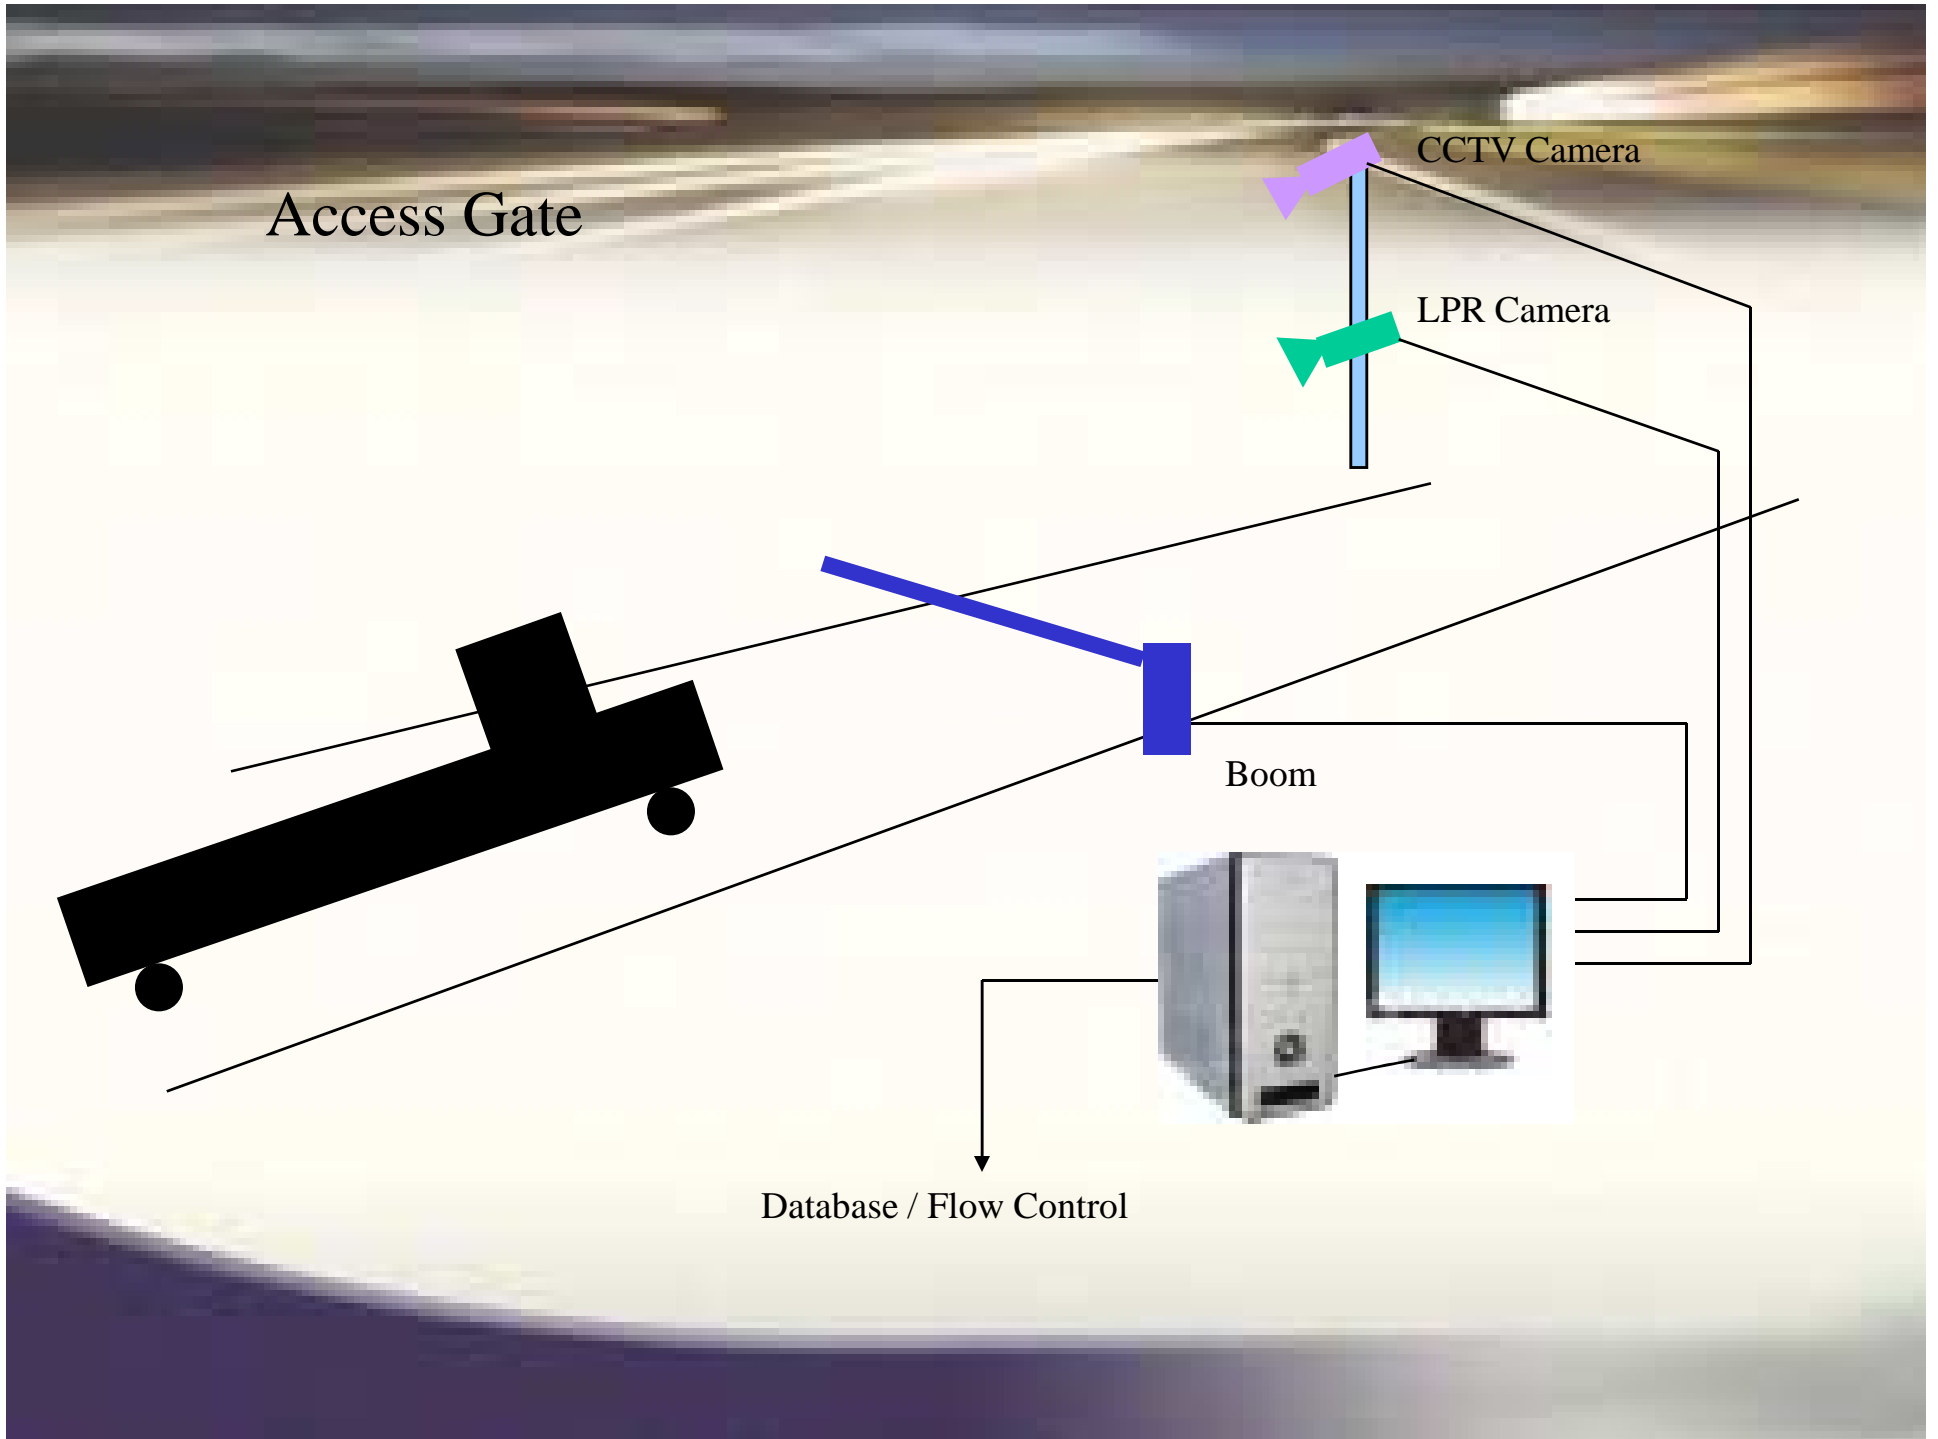 Access Gate
CCTV Camera
LPR Camera
Boom
Database / Flow Control